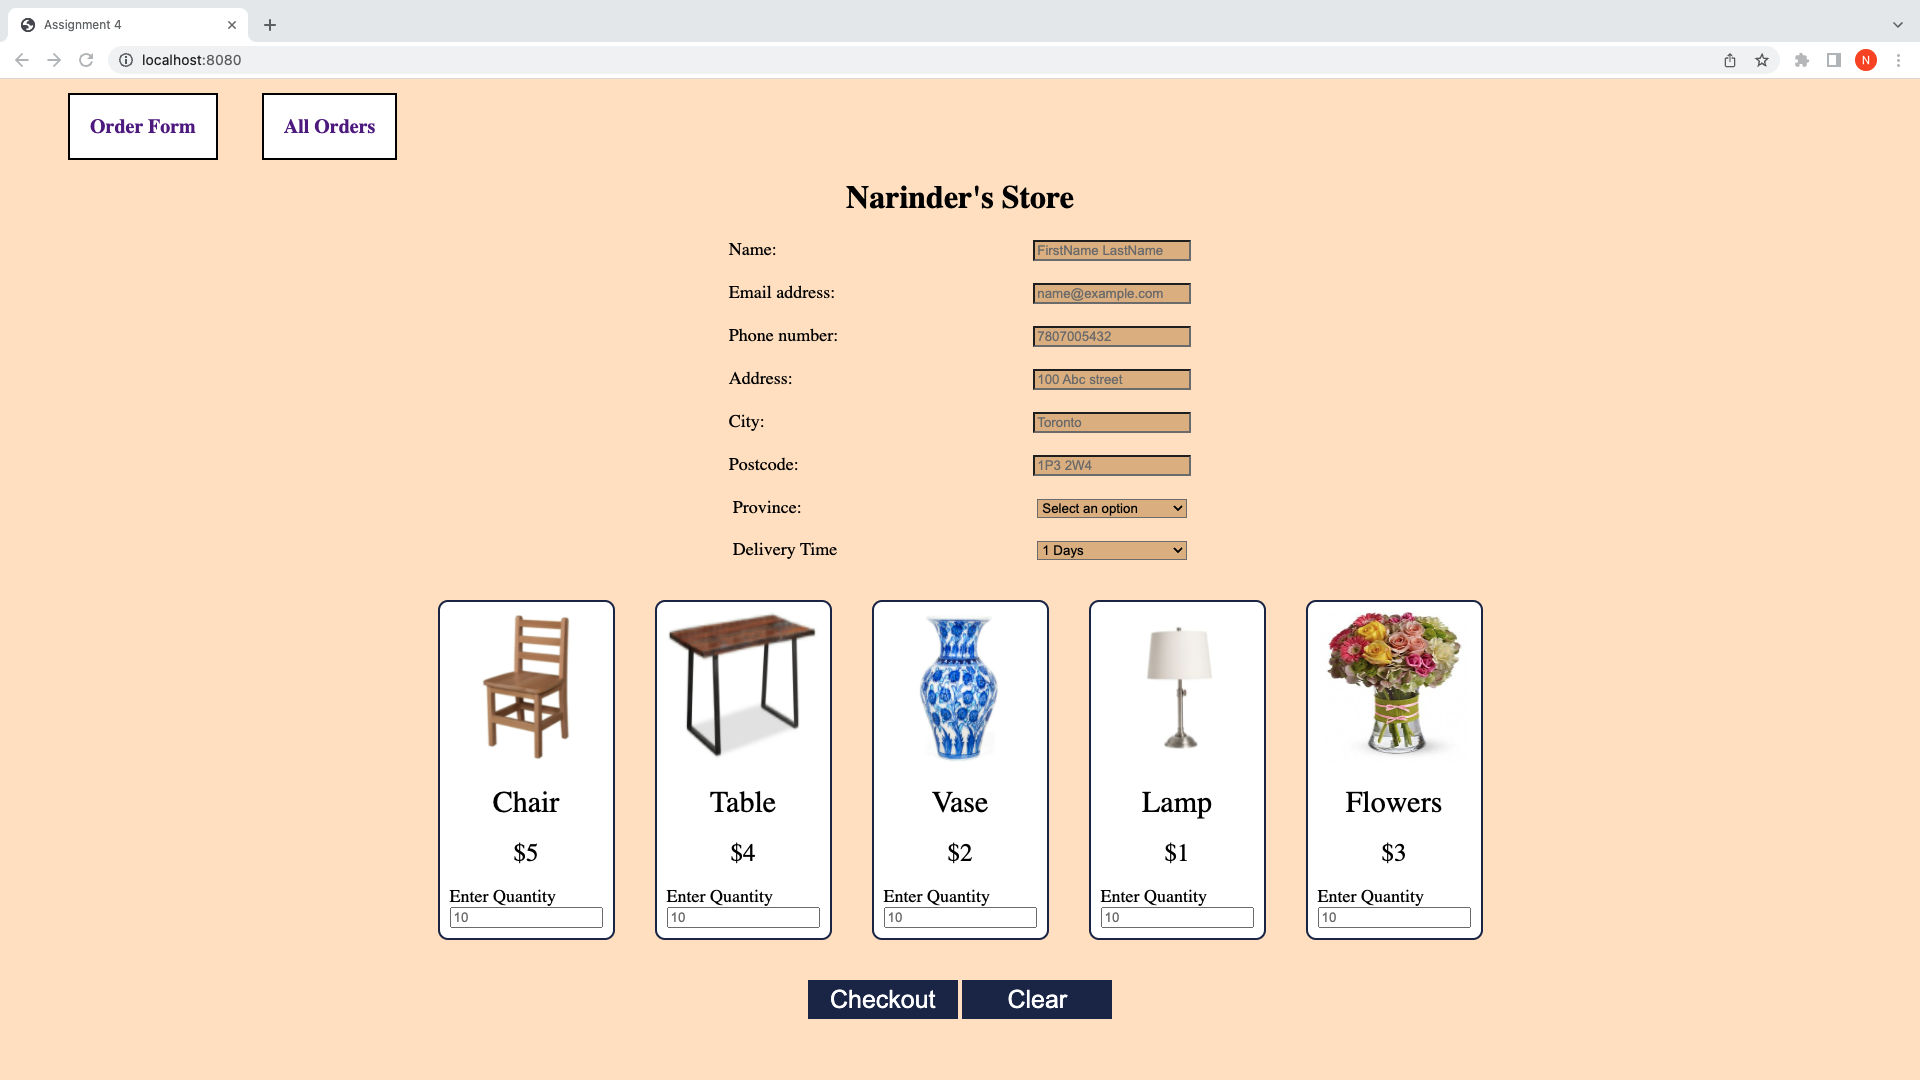 Assignment 4
localhost:8080
N
Order Form
All Orders
Narinder's Store
Name:
FirstName LastName
Email address:
name@example.com
Phone number:
7807005432
Address:
100 Abc street
City:
Toronto
Postcode:
1P3 2W4
Province:
Select an option
Delivery Time
1 Days
Chair
$5
Enter Quantity
10
Table
$4
Enter Quantity
10
Vase
$2
Enter Quantity
10
Lamp
$1
Enter Quantity
10
Flowers
$3
Enter Quantity
10
Checkout
Clear